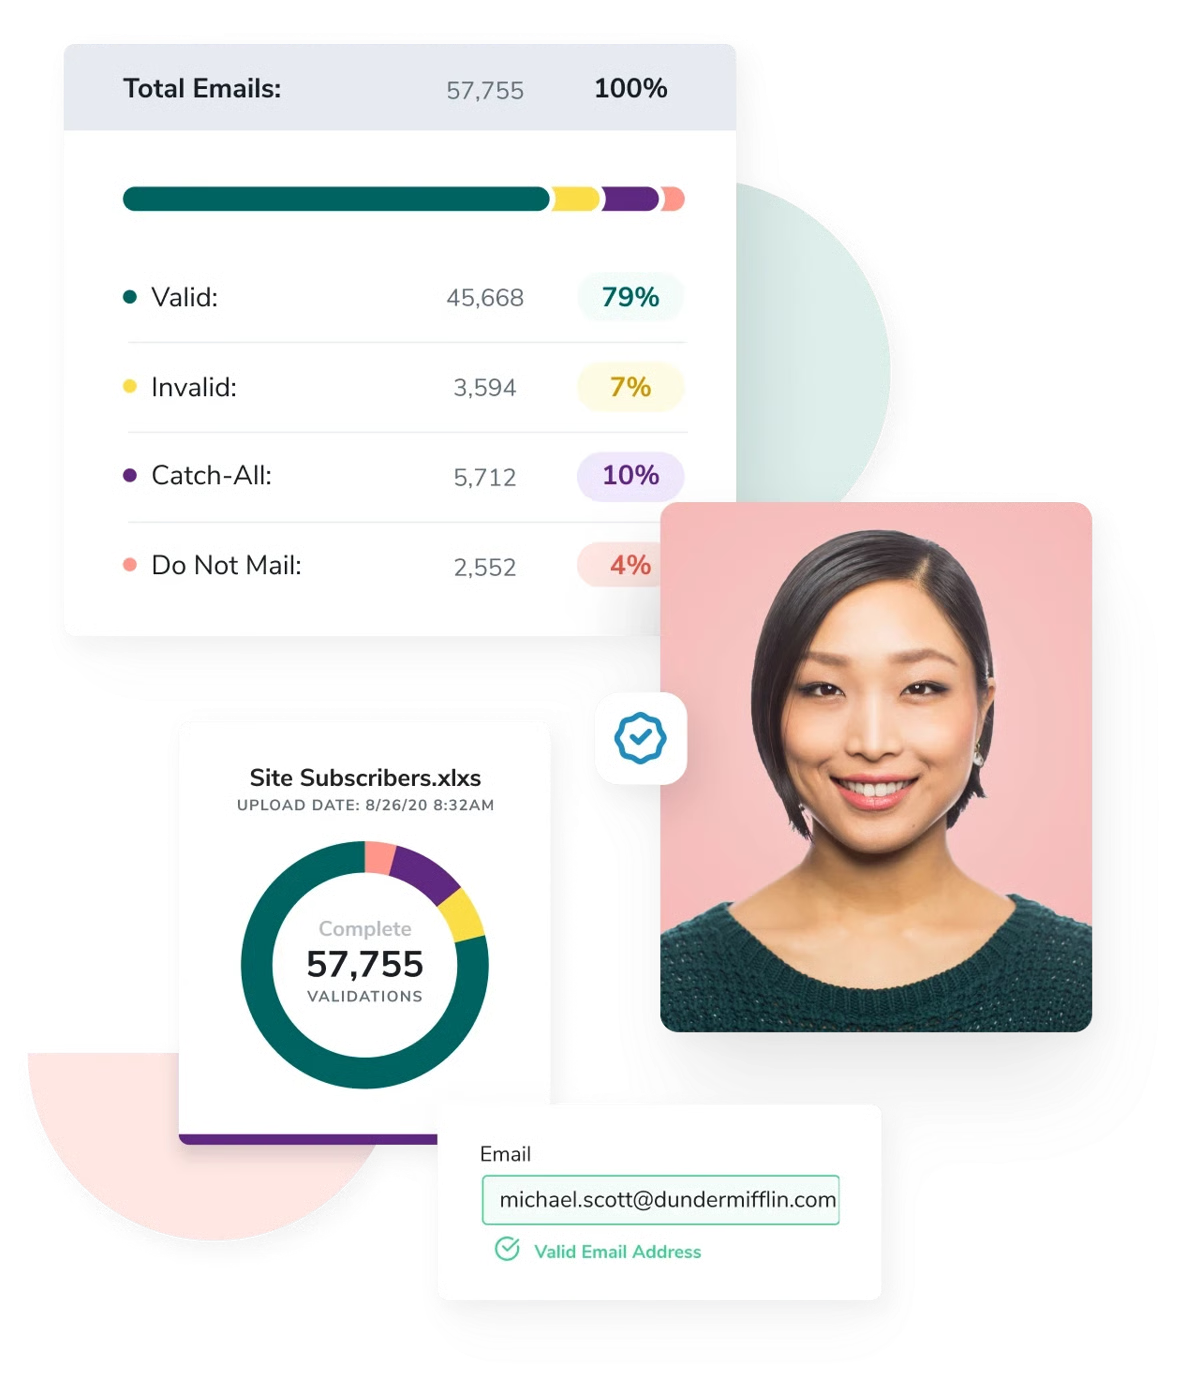 Total Emails: 57,755 100%
Valid: 45,668 79%
Invalid: 3,594 7%
Catch-All: 5,712 10%
Do Not Mail: 2,552 4%
Site Subscribers.xlxs
UPLOAD DATE: 8/26/20 8:32AM
Complete
57,755
VALIDATIONS
Email
michael.scott@dundermifflin.com
Valid Email Address